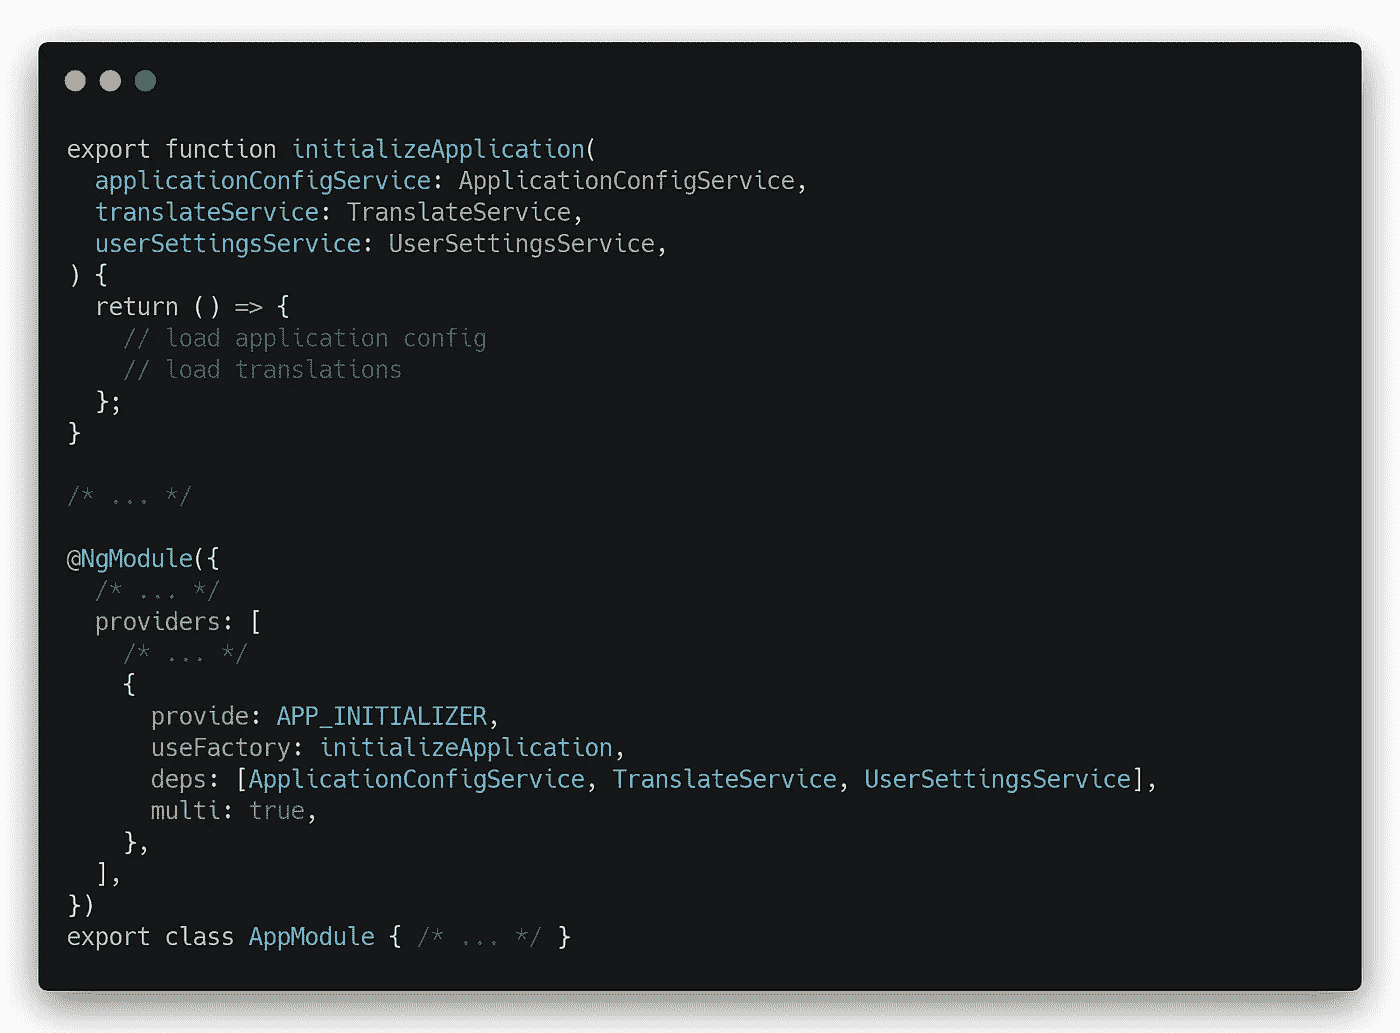 export function initializeApplication(
  applicationConfigService: ApplicationConfigService,
  translateService: TranslateService,
  userSettingsService: UserSettingsService,
) {
  return () => {
    // load application config
    // load translations
  };
}

/* ... */

@NgModule({
  /* ... */
  providers: [
    /* ... */
    {
      provide: APP_INITIALIZER,
      useFactory: initializeApplication,
      deps: [ApplicationConfigService, TranslateService, UserSettingsService],
      multi: true,
    },
  ],
})
export class AppModule { /* ... */ }